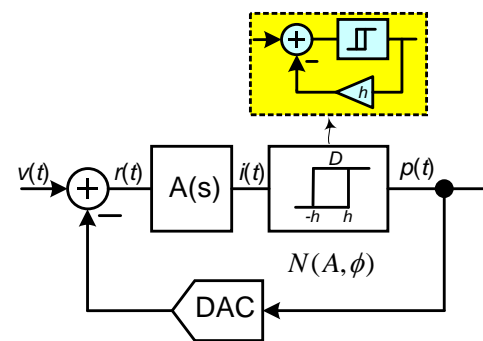 h
v(t)
r(t)
A(s)
i(t)
D
-h
h
p(t)
N(A,ϕ)
DAC